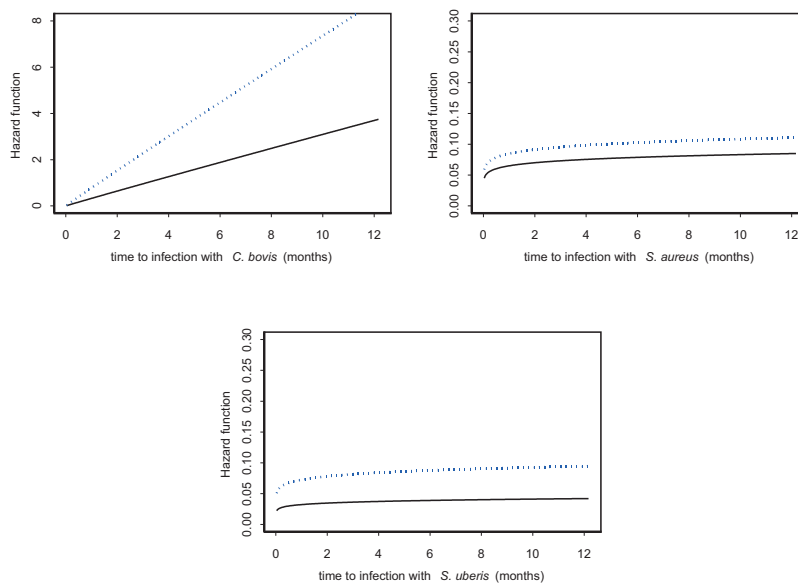 Hazard function
8
6
4
2
0
0 2 4 6 8 10 12
time to infection with C. bovis (months)
Hazard function
0.30
0.25
0.20
0.15
0.10
0.05
0.00
0 2 4 6 8 10 12
time to infection with S. aureus (months)
Hazard function
0.30
0.25
0.20
0.15
0.10
0.05
0.00
0 2 4 6 8 10 12
time to infection with S. uberis (months)